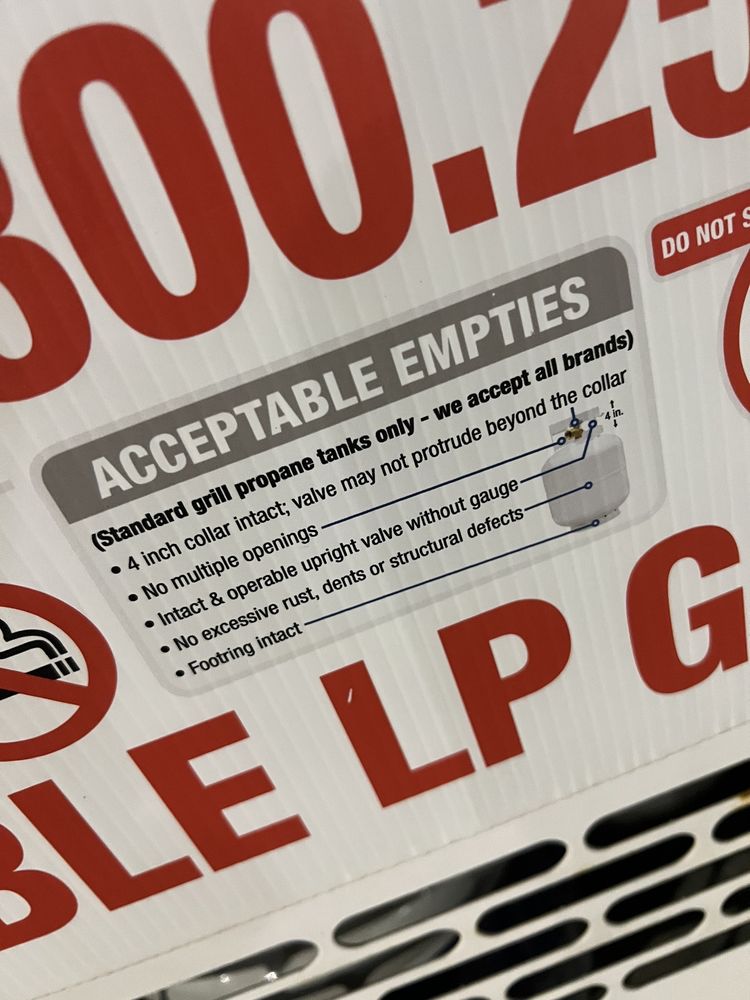 800.25
DO NOT S
ACCEPTABLE EMPTIES
(Standard grill propane tanks only - we accept all brands)
• 4 inch collar intact; valve may not protrude beyond the collar
• No multiple openings
• Intact & operable upright valve without gauge
• No excessive rust, dents or structural defects
• Footring intact
4 in.
BLE LP G